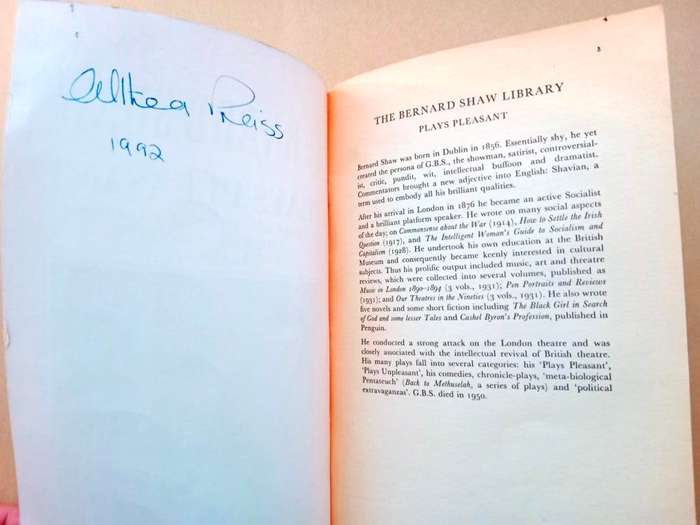 Althea Preiss
1992
THE BERNARD SHAW LIBRARY
PLAYS PLEASANT
Bernard Shaw was born in Dublin in 1856. Essentially shy, he yet
created the persona of G.B.S., the showman, satirist, controversial-
ist, critic, pundit, wit, intellectual buffoon and dramatist.
Commentators brought a new adjective into English: Shavian, a
term used to embody all his brilliant qualities.
After his arrival in London in 1876 he became an active Socialist
and a brilliant platform speaker. He wrote on many social aspects
of the day; on Commonsense about the War (1914), How to Settle the Irish
Question (1917), and The Intelligent Woman's Guide to Socialism and
Capitalism (1928). He undertook his own education at the British
Museum and consequently became keenly interested in cultural
subjects. Thus his prolific output included music, art and threatre
reviews, which were collected into several volumes, published as
Music in London 1890-1894 (3 vols., 1931); Pen Portraits and Reviews
(1931); and Our Theatres in the Nineties (3 vols., 1931). He also wrote
five novels and some short fiction including The Black Girl in Search
of God and some lesser Tales and Cashel Byron's Profession, published in
Penguin.
He conducted a strong attack on the London theatre and was
closely associated with the intellectual revival of British theatre.
His many plays fall into several categories: his 'Plays Pleasant',
'Plays Unpleasant', his comedies, chronicle-plays, 'meta-biological
Pentateuch' (Back to Methuselah, a series of plays) and 'political
extravaganzas'. G.B.S. died in 1950.